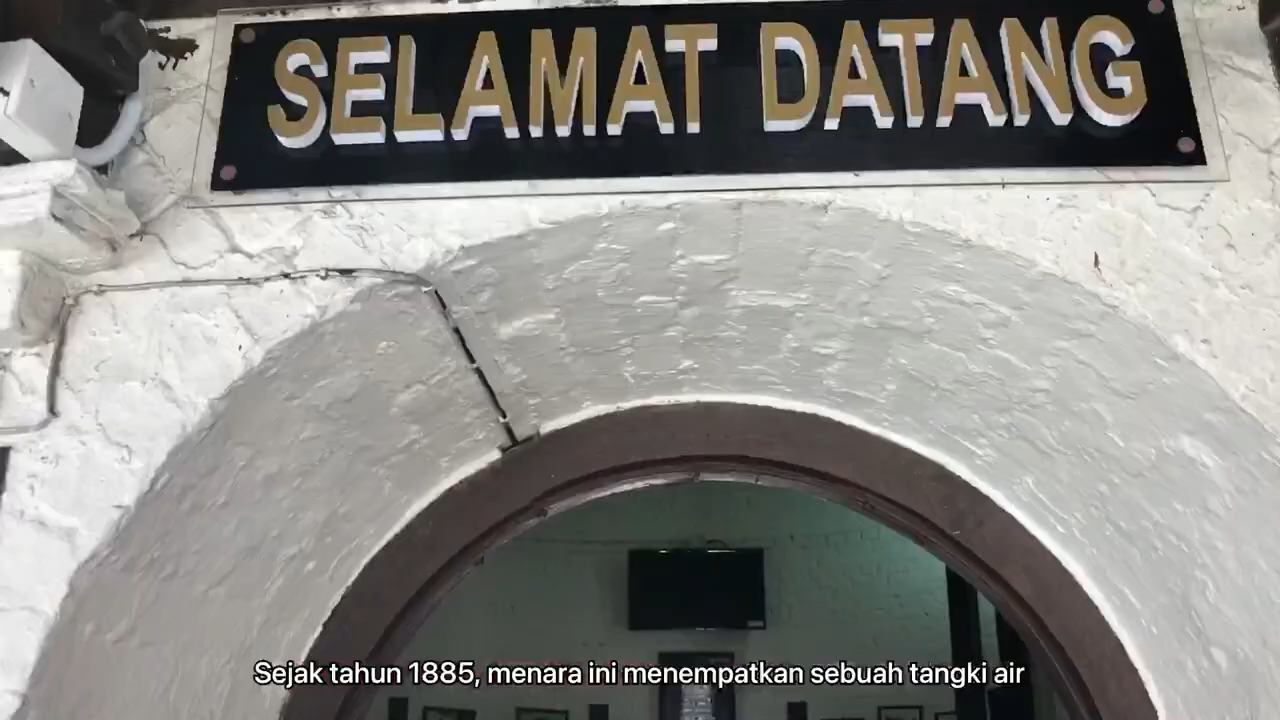 SELAMAT DATANG
Sejak tahun 1885, menara ini menempatkan sebuah tangki air